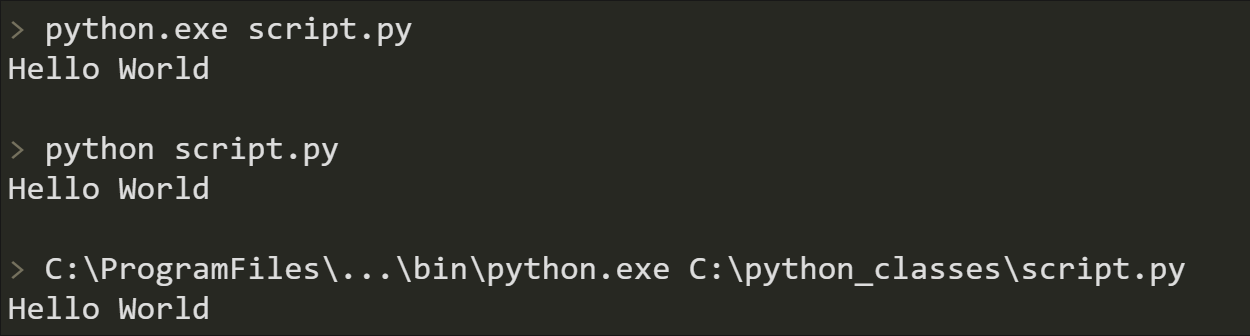 > python.exe script.py
Hello World
> python script.py
Hello World
> C:\ProgramFiles\...\bin\python.exe C:\python_classes\script.py
Hello World